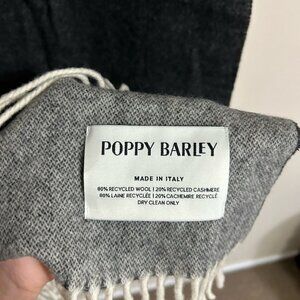 POPPY BARLEY
MADE IN ITALY
80% RECYCLED WOOL | 20% RECYCLED CASHMERE
80% LAINE RECYCLÉE | 20% CACHEMIRE RECYCLÉ
DRY CLEAN ONLY